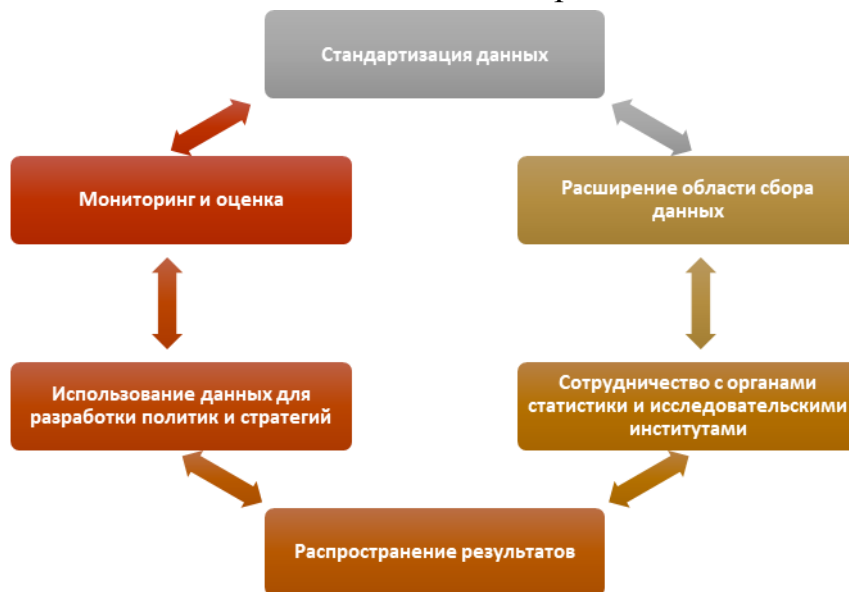 Стандартизация данных
Мониторинг и оценка
Расширение области сбора
данных
Использование данных для
разработки политик и стратегий
Сотрудничество с органами
статистики и исследовательскими
институтами
Распространение результатов